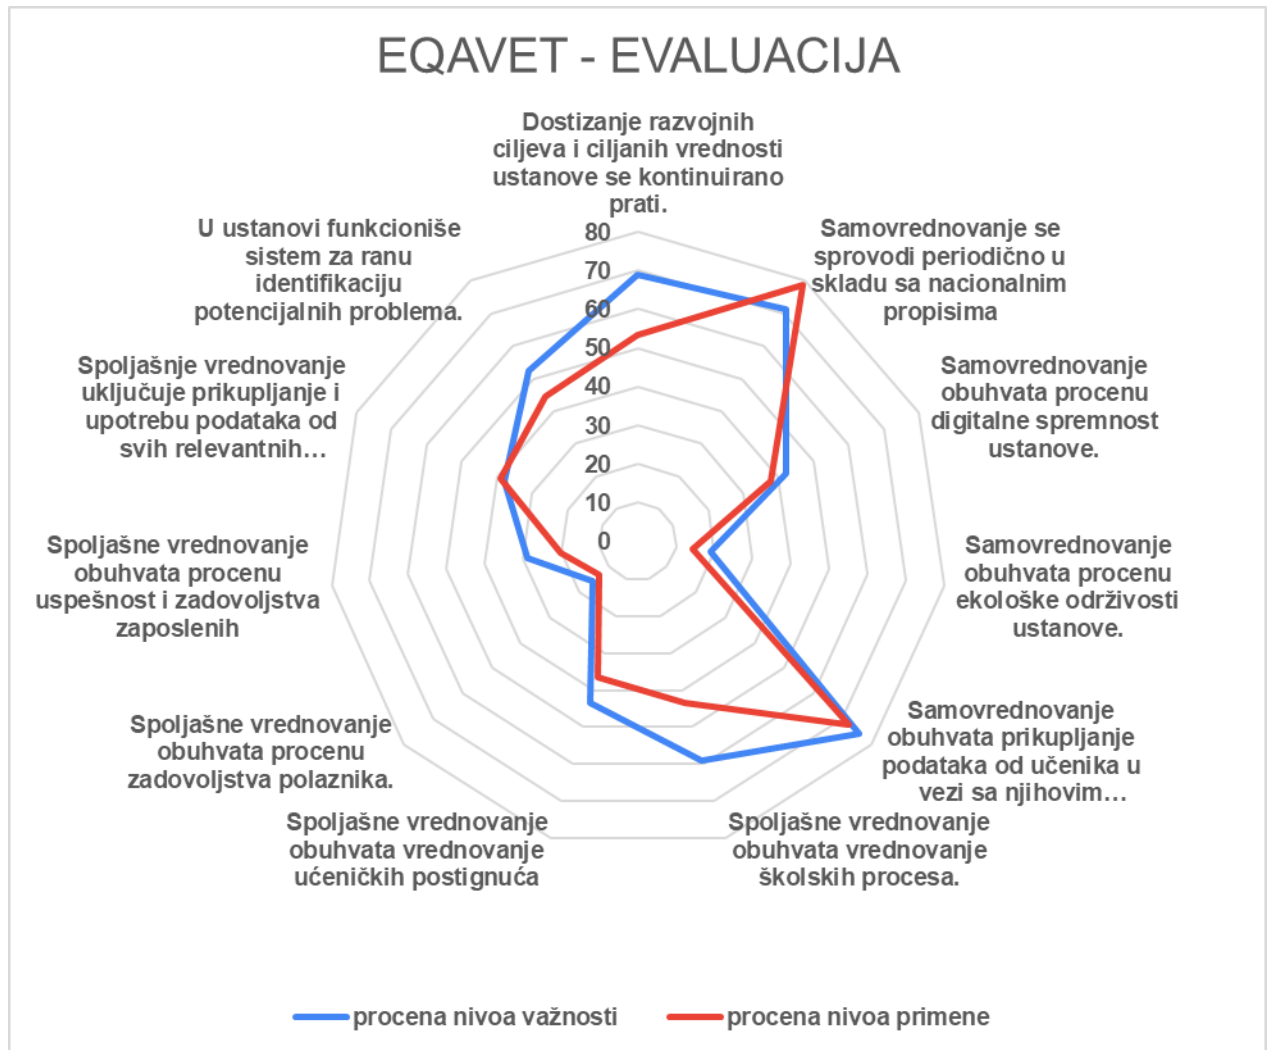 EQAVET - EVALUACIJA
Dostizanje razvojnih
ciljeva i ciljanih vrednosti
ustanove se kontinuirano
prati.
Samovrednovanje se
sprovodi periodično u
skladu sa nacionalnim
propisima
Samovrednovanje
obuhvata procenu
digitalne spremnost
ustanove.
Samovrednovanje
obuhvata procenu
ekološke održivosti
ustanove.
Samovrednovanje
obuhvata prikupljanje
podataka od učenika u
vezi sa njihovim…
Spoljašne vrednovanje
obuhvata vrednovanje
školskih procesa.
Spoljašne vrednovanje
obuhvata vrednovanje
ućeničkih postignuća
Spoljašne vrednovanje
obuhvata procenu
zadovoljstva polaznika.
Spoljašne vrednovanje
obuhvata procenu
uspešnost i zadovoljstva
zaposlenih
Spoljašnje vrednovanje
uključuje prikupljanje i
upotrebu podataka od
svih relevantnih…
U ustanovi funkcioniše
sistem za ranu
identifikaciju
potencijalnih problema.
80
70
60
50
40
30
20
10
0
procena nivoa važnosti
procena nivoa primene